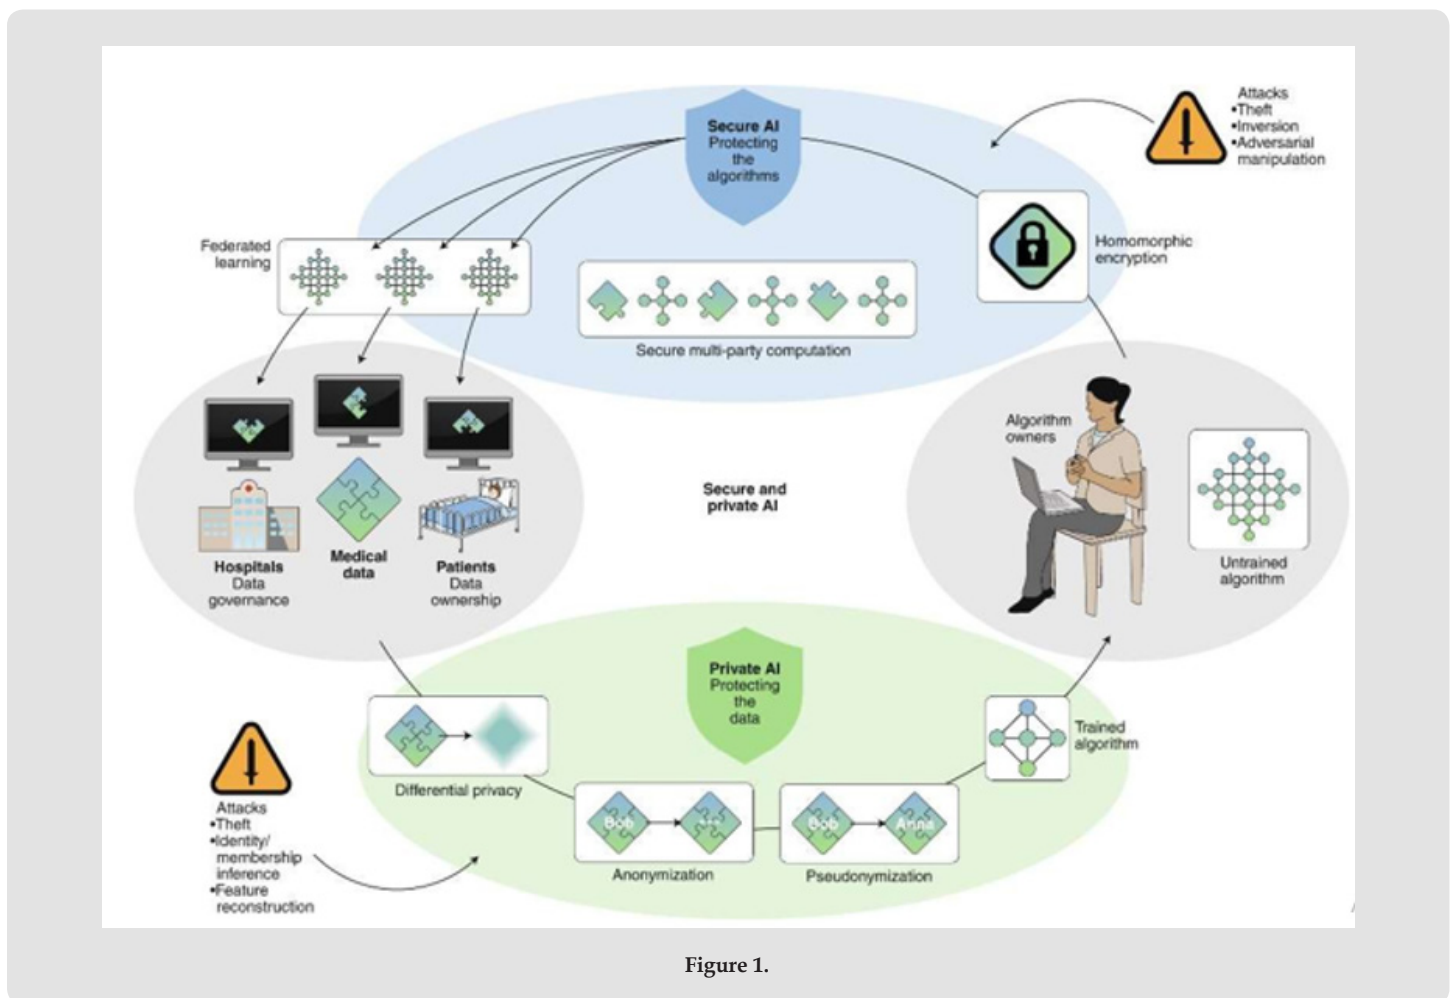 Attacks
•Theft
•Inversion
•Adversarial
manipulation
Secure AI
Protecting
the
algorithms
Federated
learning
Homomorphic
encryption
Secure multi-party computation
Algorithm
owners
Untrained
algorithm
Secure and
private AI
Hospitals
Data
governance
Medical
data
Patients
Data
ownership
Private AI
Protecting
the
data
Trained
algorithm
Differential privacy
Bob
***
Anonymization
Bob
Anna
Pseudonymization
Attacks
•Theft
•Identity/
membership
inference
•Feature
reconstruction
Figure 1.